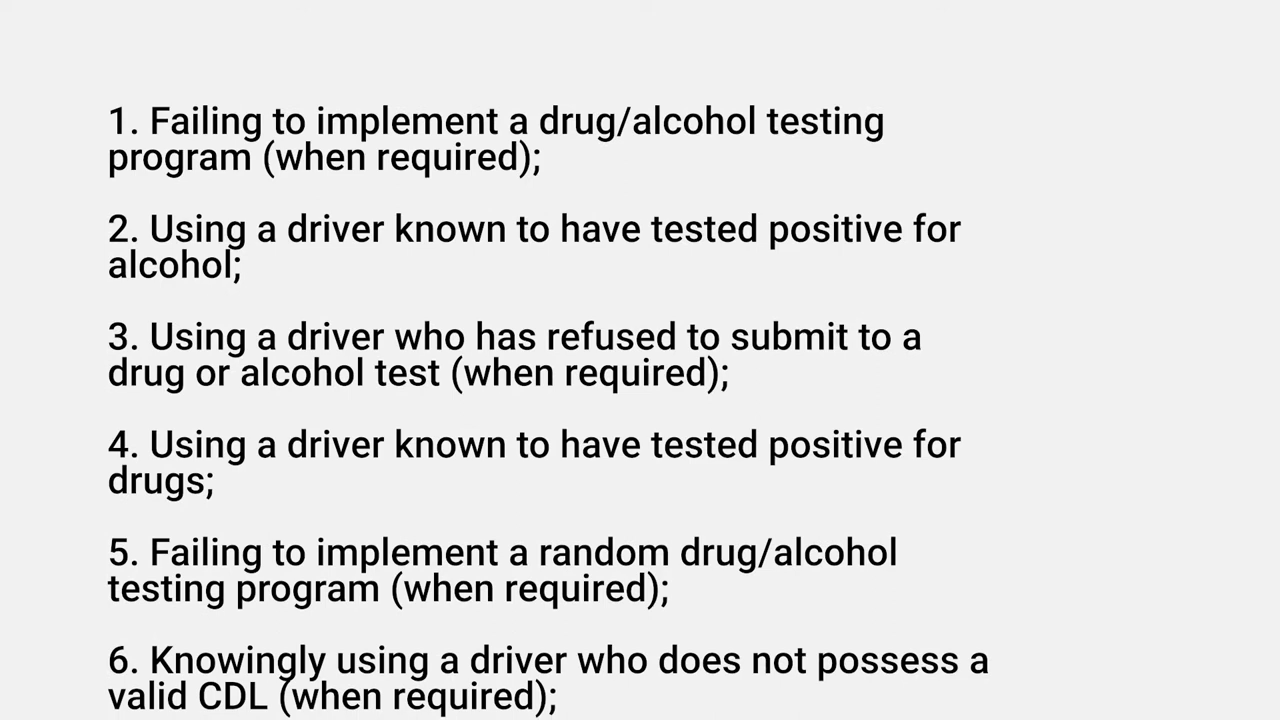 1. Failing to implement a drug/alcohol testing
program (when required);
2. Using a driver known to have tested positive for
alcohol;
3. Using a driver who has refused to submit to a
drug or alcohol test (when required);
4. Using a driver known to have tested positive for
drugs;
5. Failing to implement a random drug/alcohol
testing program (when required);
6. Knowingly using a driver who does not possess a
valid CDL (when required);